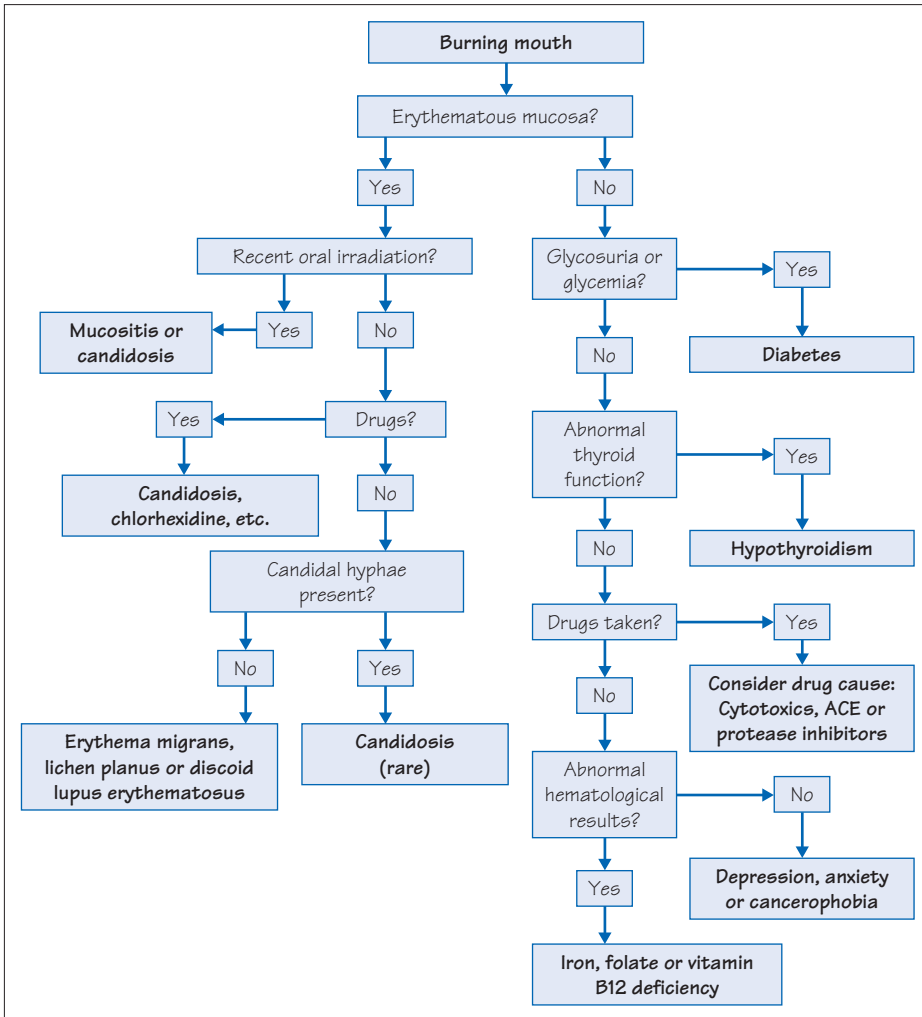 Burning mouth
Erythematous mucosa?
Yes
No
Recent oral irradiation?
Glycosuria or
glycemia?
Yes
Mucositis or
candidosis
Yes
No
No
Diabetes
Yes
Drugs?
Abnormal
thyroid
function?
Yes
Candidosis,
chlorhexidine, etc.
No
No
Hypothyroidism
Candidal hyphae
present?
Drugs taken?
Yes
No
Yes
No
Consider drug cause:
Cytotoxics, ACE or
protease inhibitors
Erythema migrans,
lichen planus or discoid
lupus erythematosus
Candidosis
(rare)
Abnormal
hematological
results?
No
Yes
Depression, anxiety
or cancerophobia
Iron, folate or vitamin
B12 deficiency